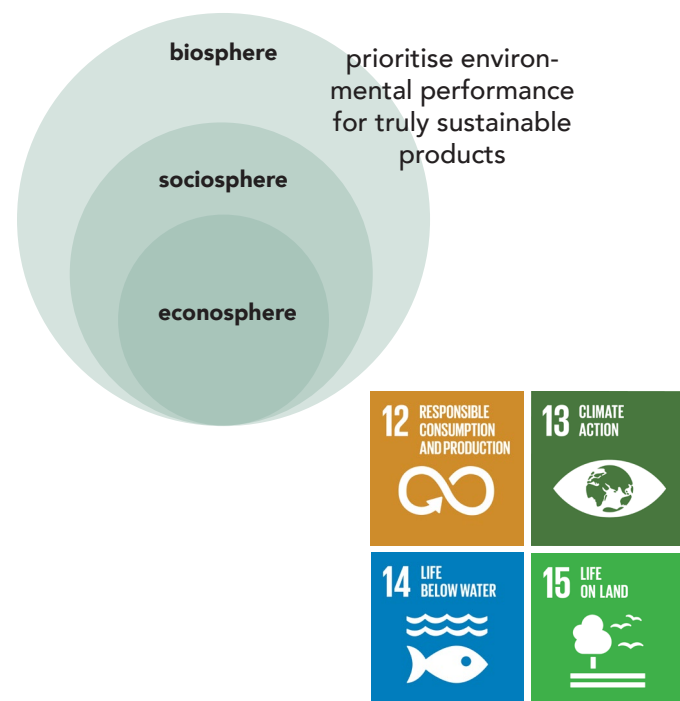 biosphere
prioritise environ-
mental performance
for truly sustainable
products
sociosphere
econosphere
12 RESPONSIBLE
CONSUMPTION
AND PRODUCTION
13 CLIMATE
ACTION
14 LIFE
BELOW WATER
15 LIFE
ON LAND